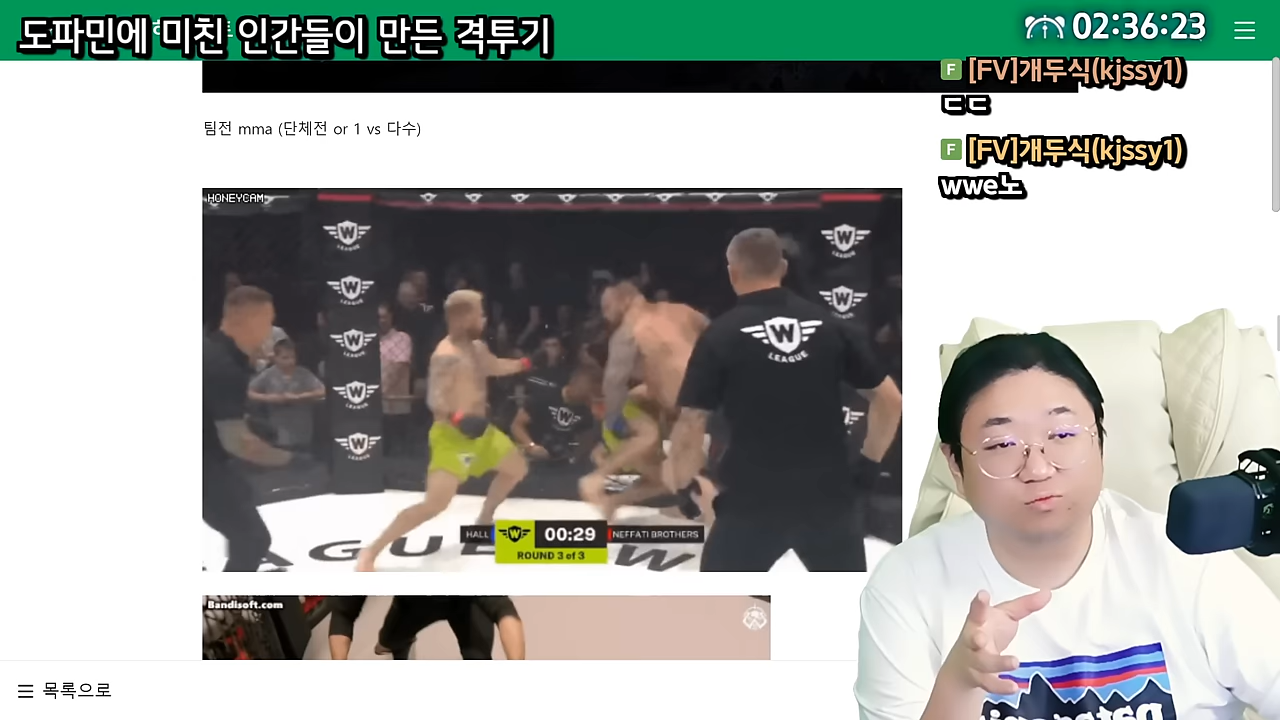 도파민에 미친 인간들이 만든 격투기
02:36:23
[FV]개두식(kjssy1)
ㄷㄷ
[FV]개두식(kjssy1)
wwe노
팀전 mma (단체전 or 1 vs 다수)
HONEYCAM
W LEAGUE
W LEAGUE
W LEAGUE
HALL W 00:29 NEFFATI BROTHERS
ROUND 3 of 3
Bandisoft.com
목록으로